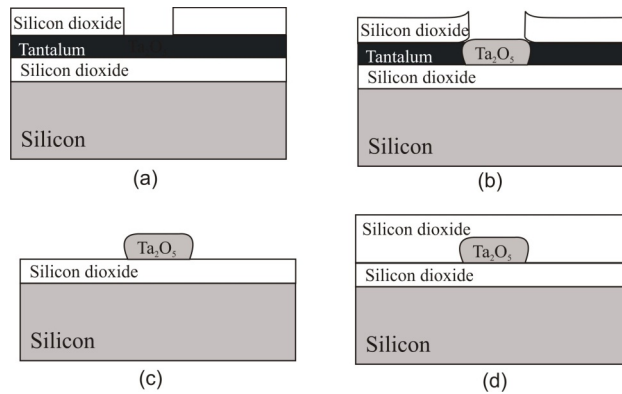 Silicon dioxide
Tantalum
Silicon dioxide
Silicon
(a)
Silicon dioxide
Ta₂O₅
Tantalum
Silicon dioxide
Silicon
(b)
Ta₂O₅
Silicon dioxide
Silicon
(c)
Silicon dioxide
Ta₂O₅
Silicon dioxide
Silicon
(d)